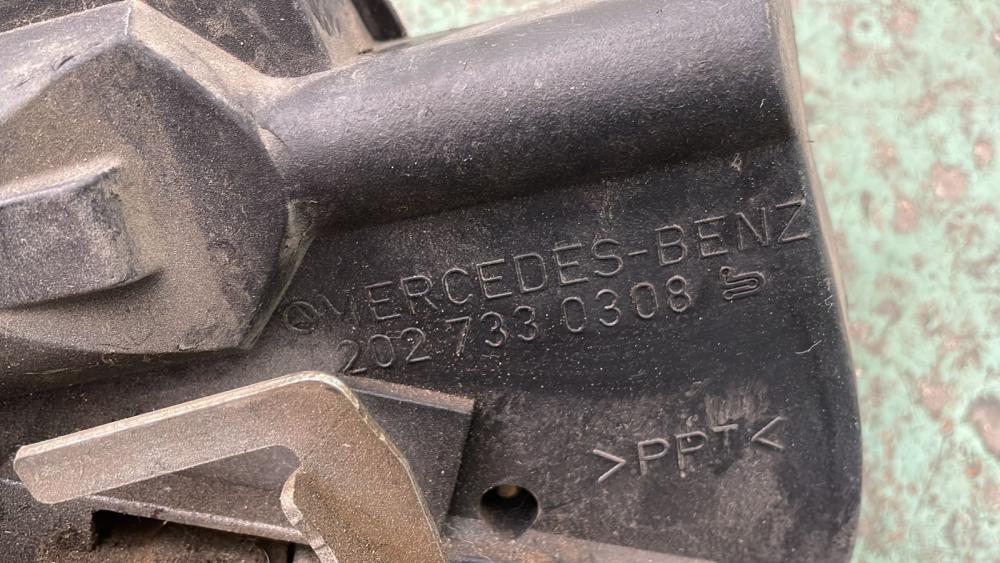 MERCEDES-BENZ
202 733 0308
>PPT<